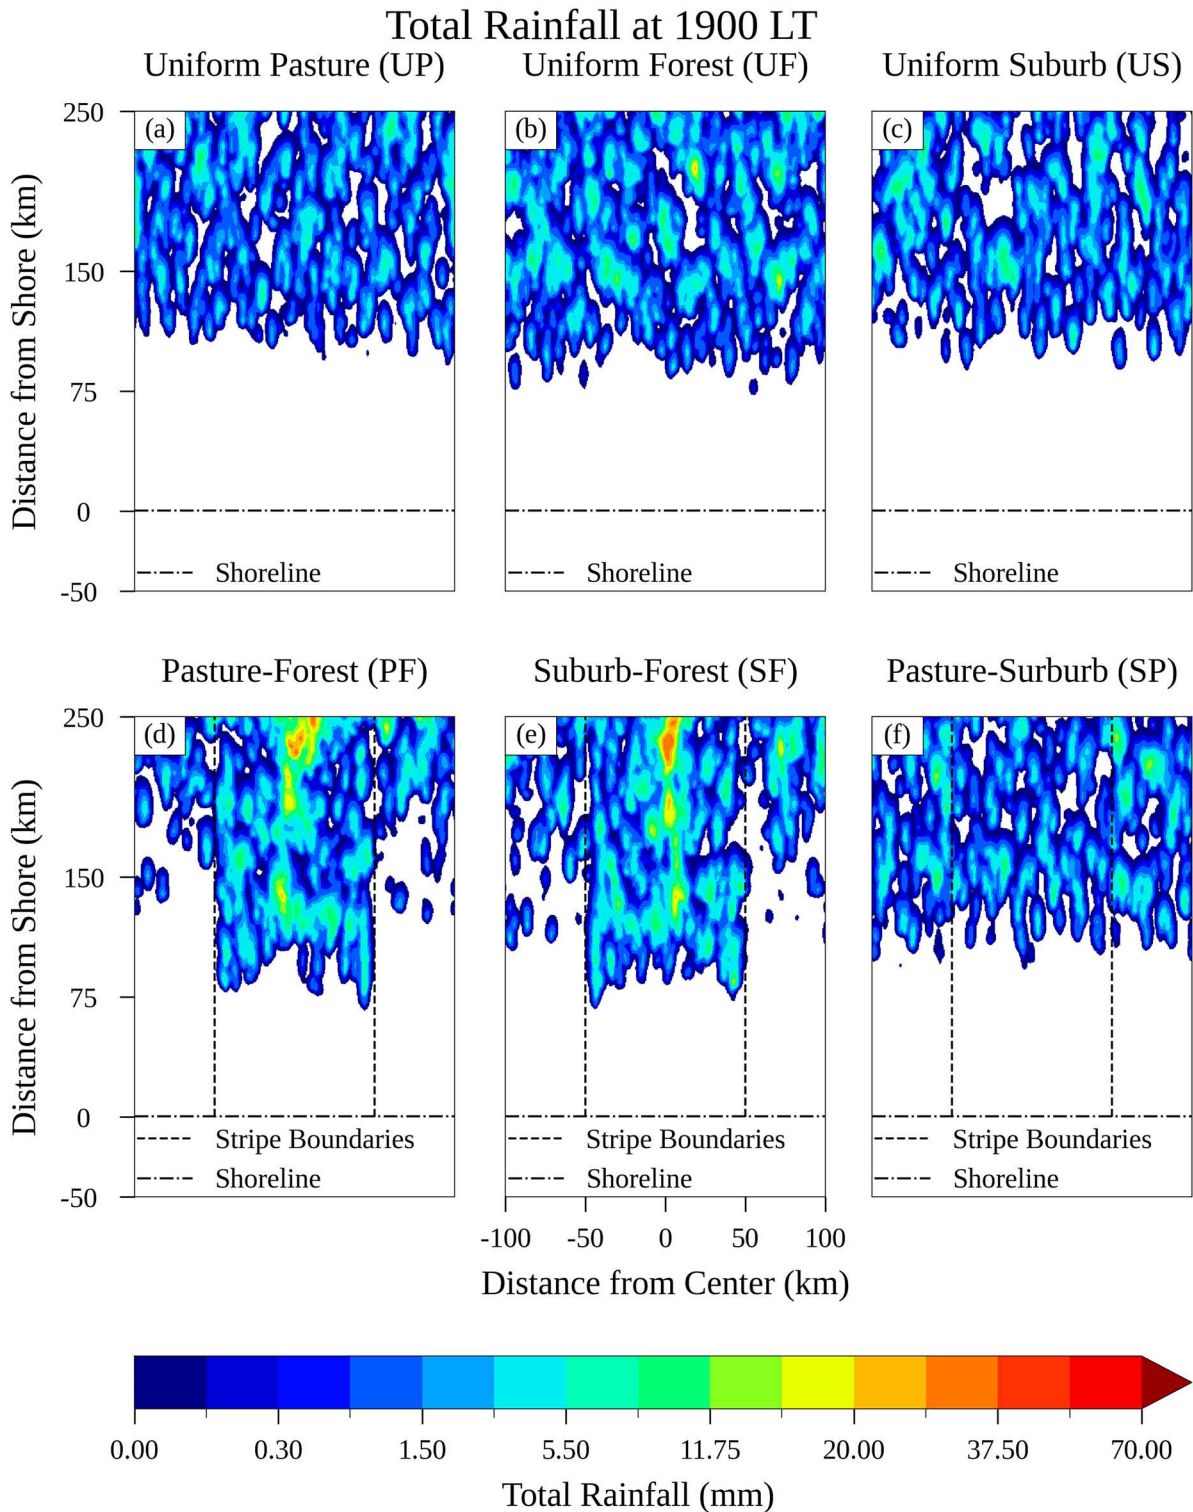 Total Rainfall at 1900 LT
Uniform Pasture (UP)
Uniform Forest (UF)
Uniform Suburb (US)
(a)
(b)
(c)
Distance from Shore (km)
250
150
75
0
-50
Shoreline
Shoreline
Shoreline
Pasture-Forest (PF)
Suburb-Forest (SF)
Pasture-Surburb (SP)
(d)
(e)
(f)
Distance from Shore (km)
250
150
75
0
-50
Stripe Boundaries
Shoreline
Stripe Boundaries
Shoreline
Stripe Boundaries
Shoreline
-100 -50 0 50 100
Distance from Center (km)
0.00 0.30 1.50 5.50 11.75 20.00 37.50 70.00
Total Rainfall (mm)